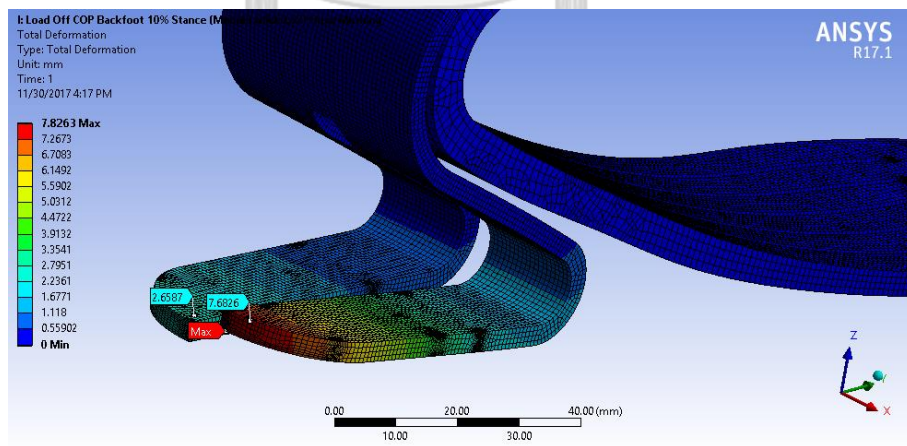 I: Load Off COP Backfoot 10% Stance (M
Total Deformation
Type: Total Deformation
Unit: mm
Time: 1
11/30/2017 4:17 PM
ANSYS
R17.1
7.8263 Max
7.2673
6.7083
6.1492
5.5902
5.0312
4.4722
3.9132
3.3541
2.7951
2.2361
1.6771
1.118
0.55902
0 Min
2.6587
7.6826
Max
0.00
20.00
40.00 (mm)
10.00
30.00
Z
Y
X